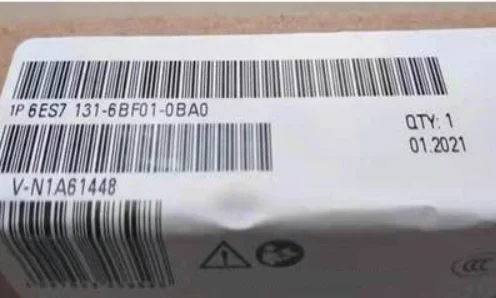 1P 6ES7 131-6BF01-0BA0
QTY: 1
01.2021
V-N1A61448